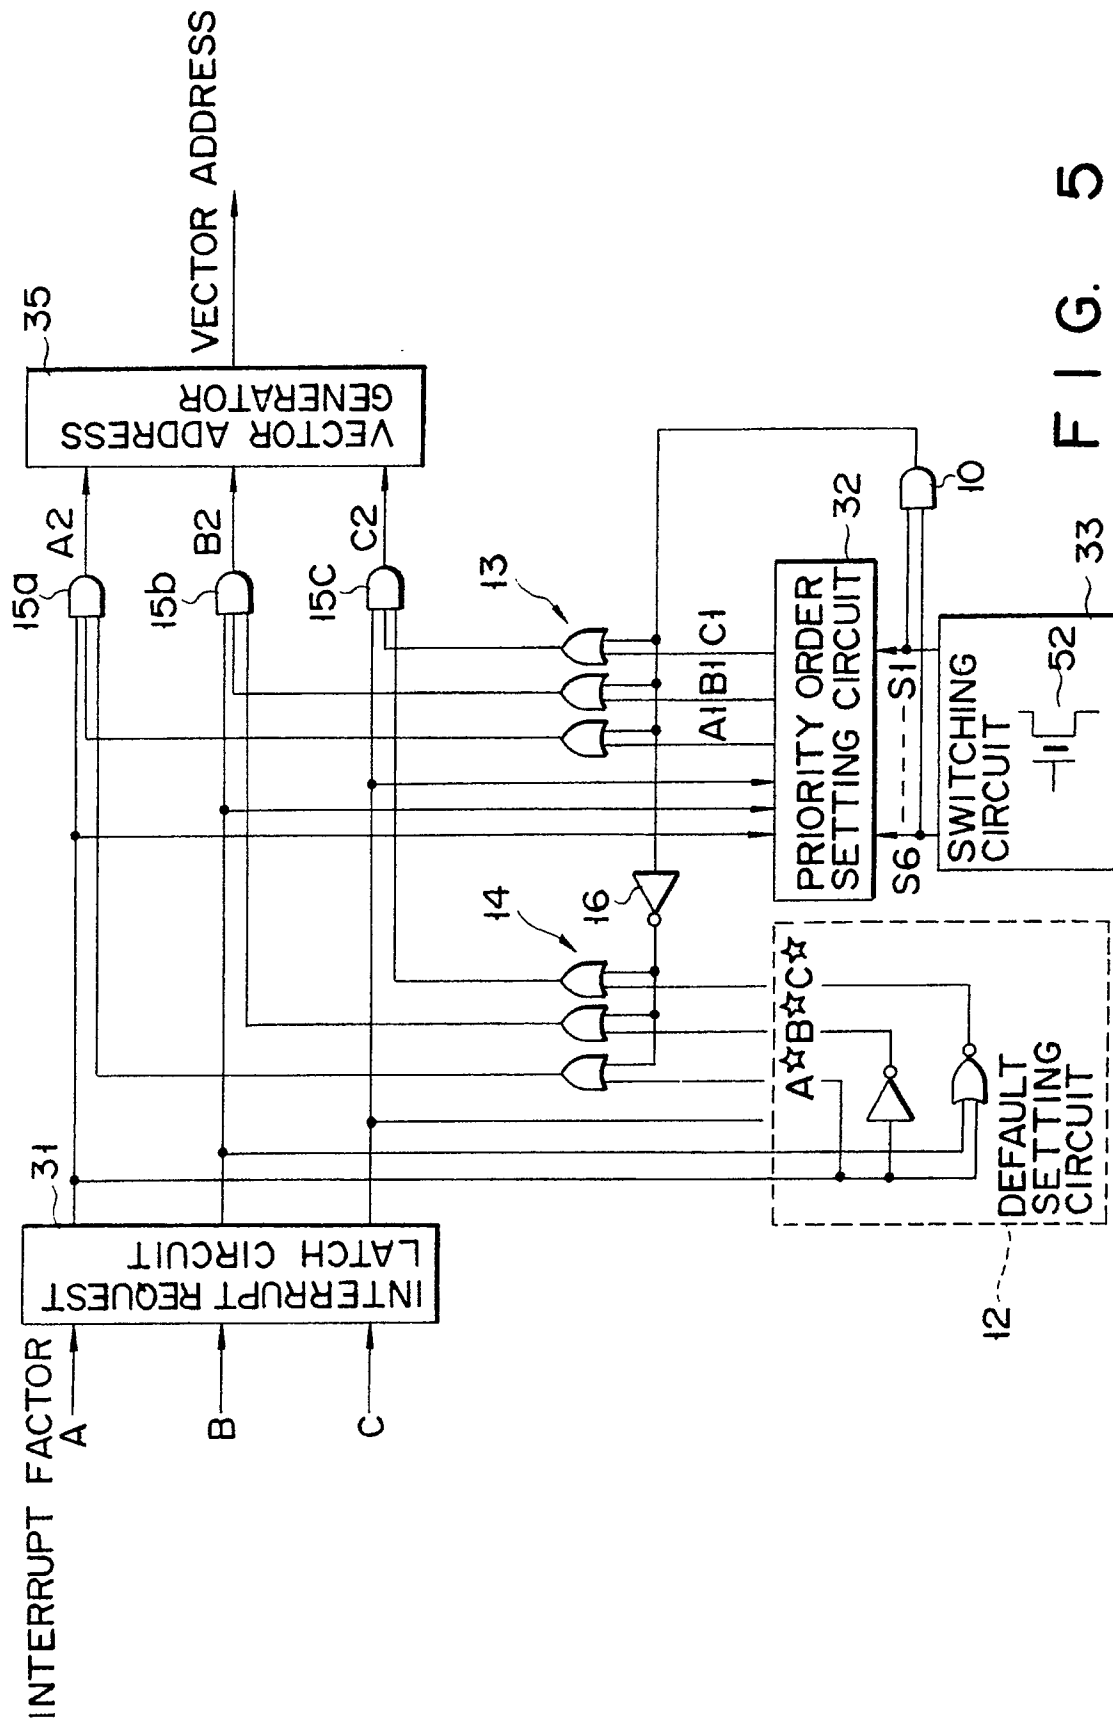 INTERRUPT FACTOR
A
B
C
31
INTERRUPT REQUEST
LATCH CIRCUIT
15a
A2
15b
B2
15C
C2
35
VECTOR ADDRESS
GENERATOR
VECTOR ADDRESS
14
13
16
A☆
B☆
C☆
A1
B1
C1
DEFAULT
SETTING
CIRCUIT
12
PRIORITY ORDER
SETTING CIRCUIT
32
S6
S1
10
SWITCHING
CIRCUIT
52
33
FIG. 5